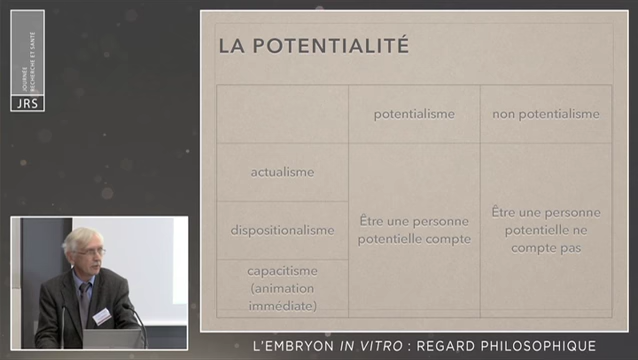 JOURNÉE
RECHERCHE ET SANTÉ
JRS
LA POTENTIALITÉ
potentialisme
non potentialisme
actualisme
dispositionalisme
capacitisme
(animation
immédiate)
Être une personne
potentielle compte
Être une personne
potentielle ne
compte pas
L'EMBRYON IN VITRO : REGARD PHILOSOPHIQUE